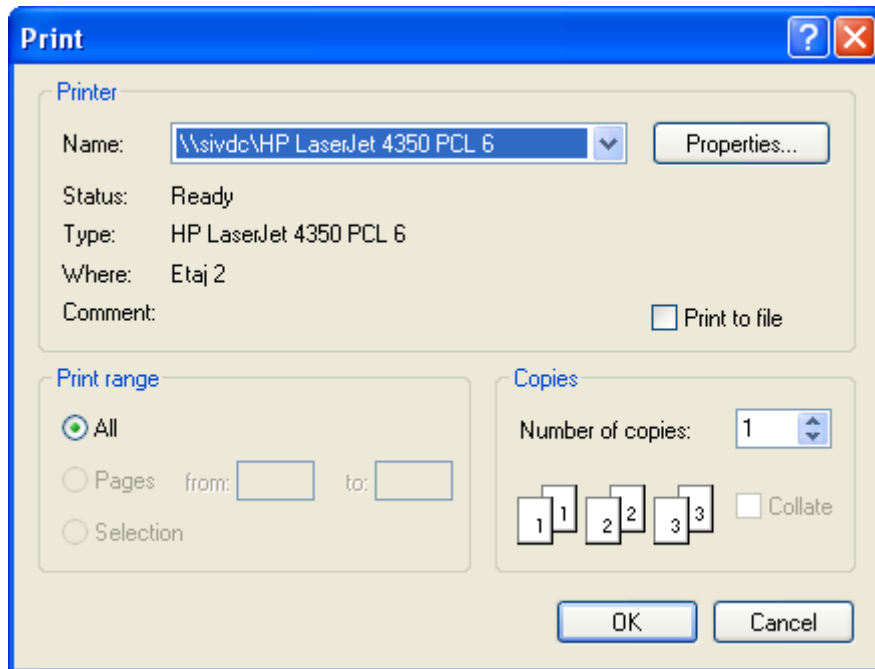 Print
Printer
Name: \\sivdc\HP LaserJet 4350 PCL 6 Properties...
Status: Ready
Type: HP LaserJet 4350 PCL 6
Where: Etaj 2
Comment: Print to file
Print range
All
Pages from: to:
Selection
Copies
Number of copies: 1
1 1 2 2 3 3 Collate
OK Cancel